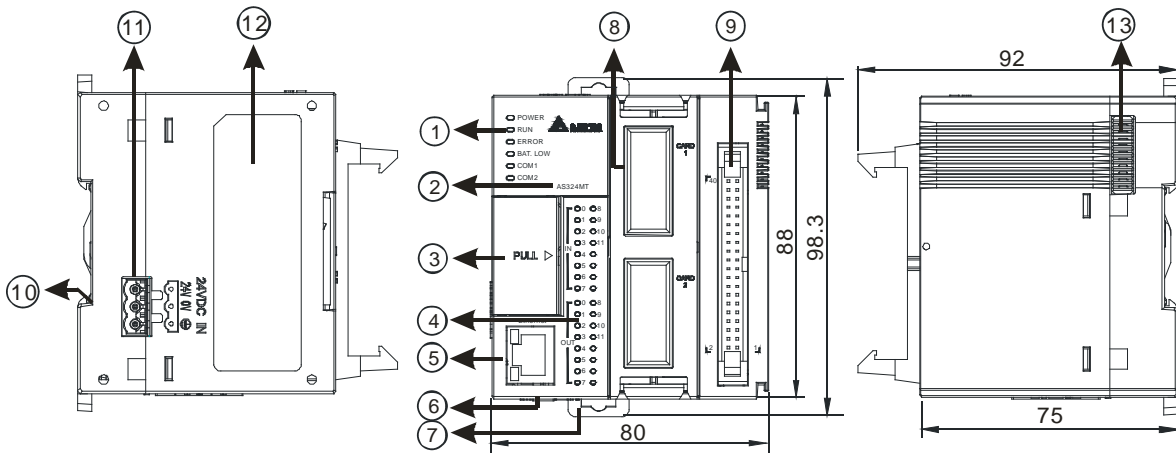 11
12
8
9
13
92
1
POWER
RUN
ERROR
BAT. LOW
COM1
COM2
CARD
1
2
AS324MT
40
0 8
1 9
2 10
3 11
4
5
6
7
IN
3
PULL
88
98.3
10
24V 0V
24VDC IN
CARD
2
4
0 8
1 9
2 10
3 11
4
5
6
7
OUT
5
2 1
6
7
80
75